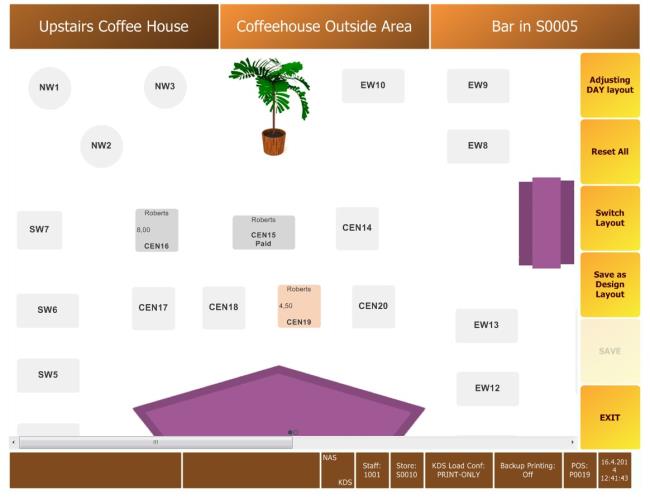 Upstairs Coffee House
Coffeehouse Outside Area
Bar in S0005
NW1
NW3
EW10
EW9
Adjusting
DAY layout
NW2
EW8
Reset All
SW7
Roberts
8,00
CEN16
Roberts
CEN15
Paid
CEN14
Switch
Layout
SW6
CEN17
CEN18
Roberts
4,50
CEN19
CEN20
Save as
Design
Layout
EW13
SAVE
SW5
EW12
EXIT
NAS
KDS
Staff:
1001
Store:
S0010
KDS Load Conf:
PRINT-ONLY
Backup Printing:
Off
POS:
P0019
16.4.201
4
12:41:43